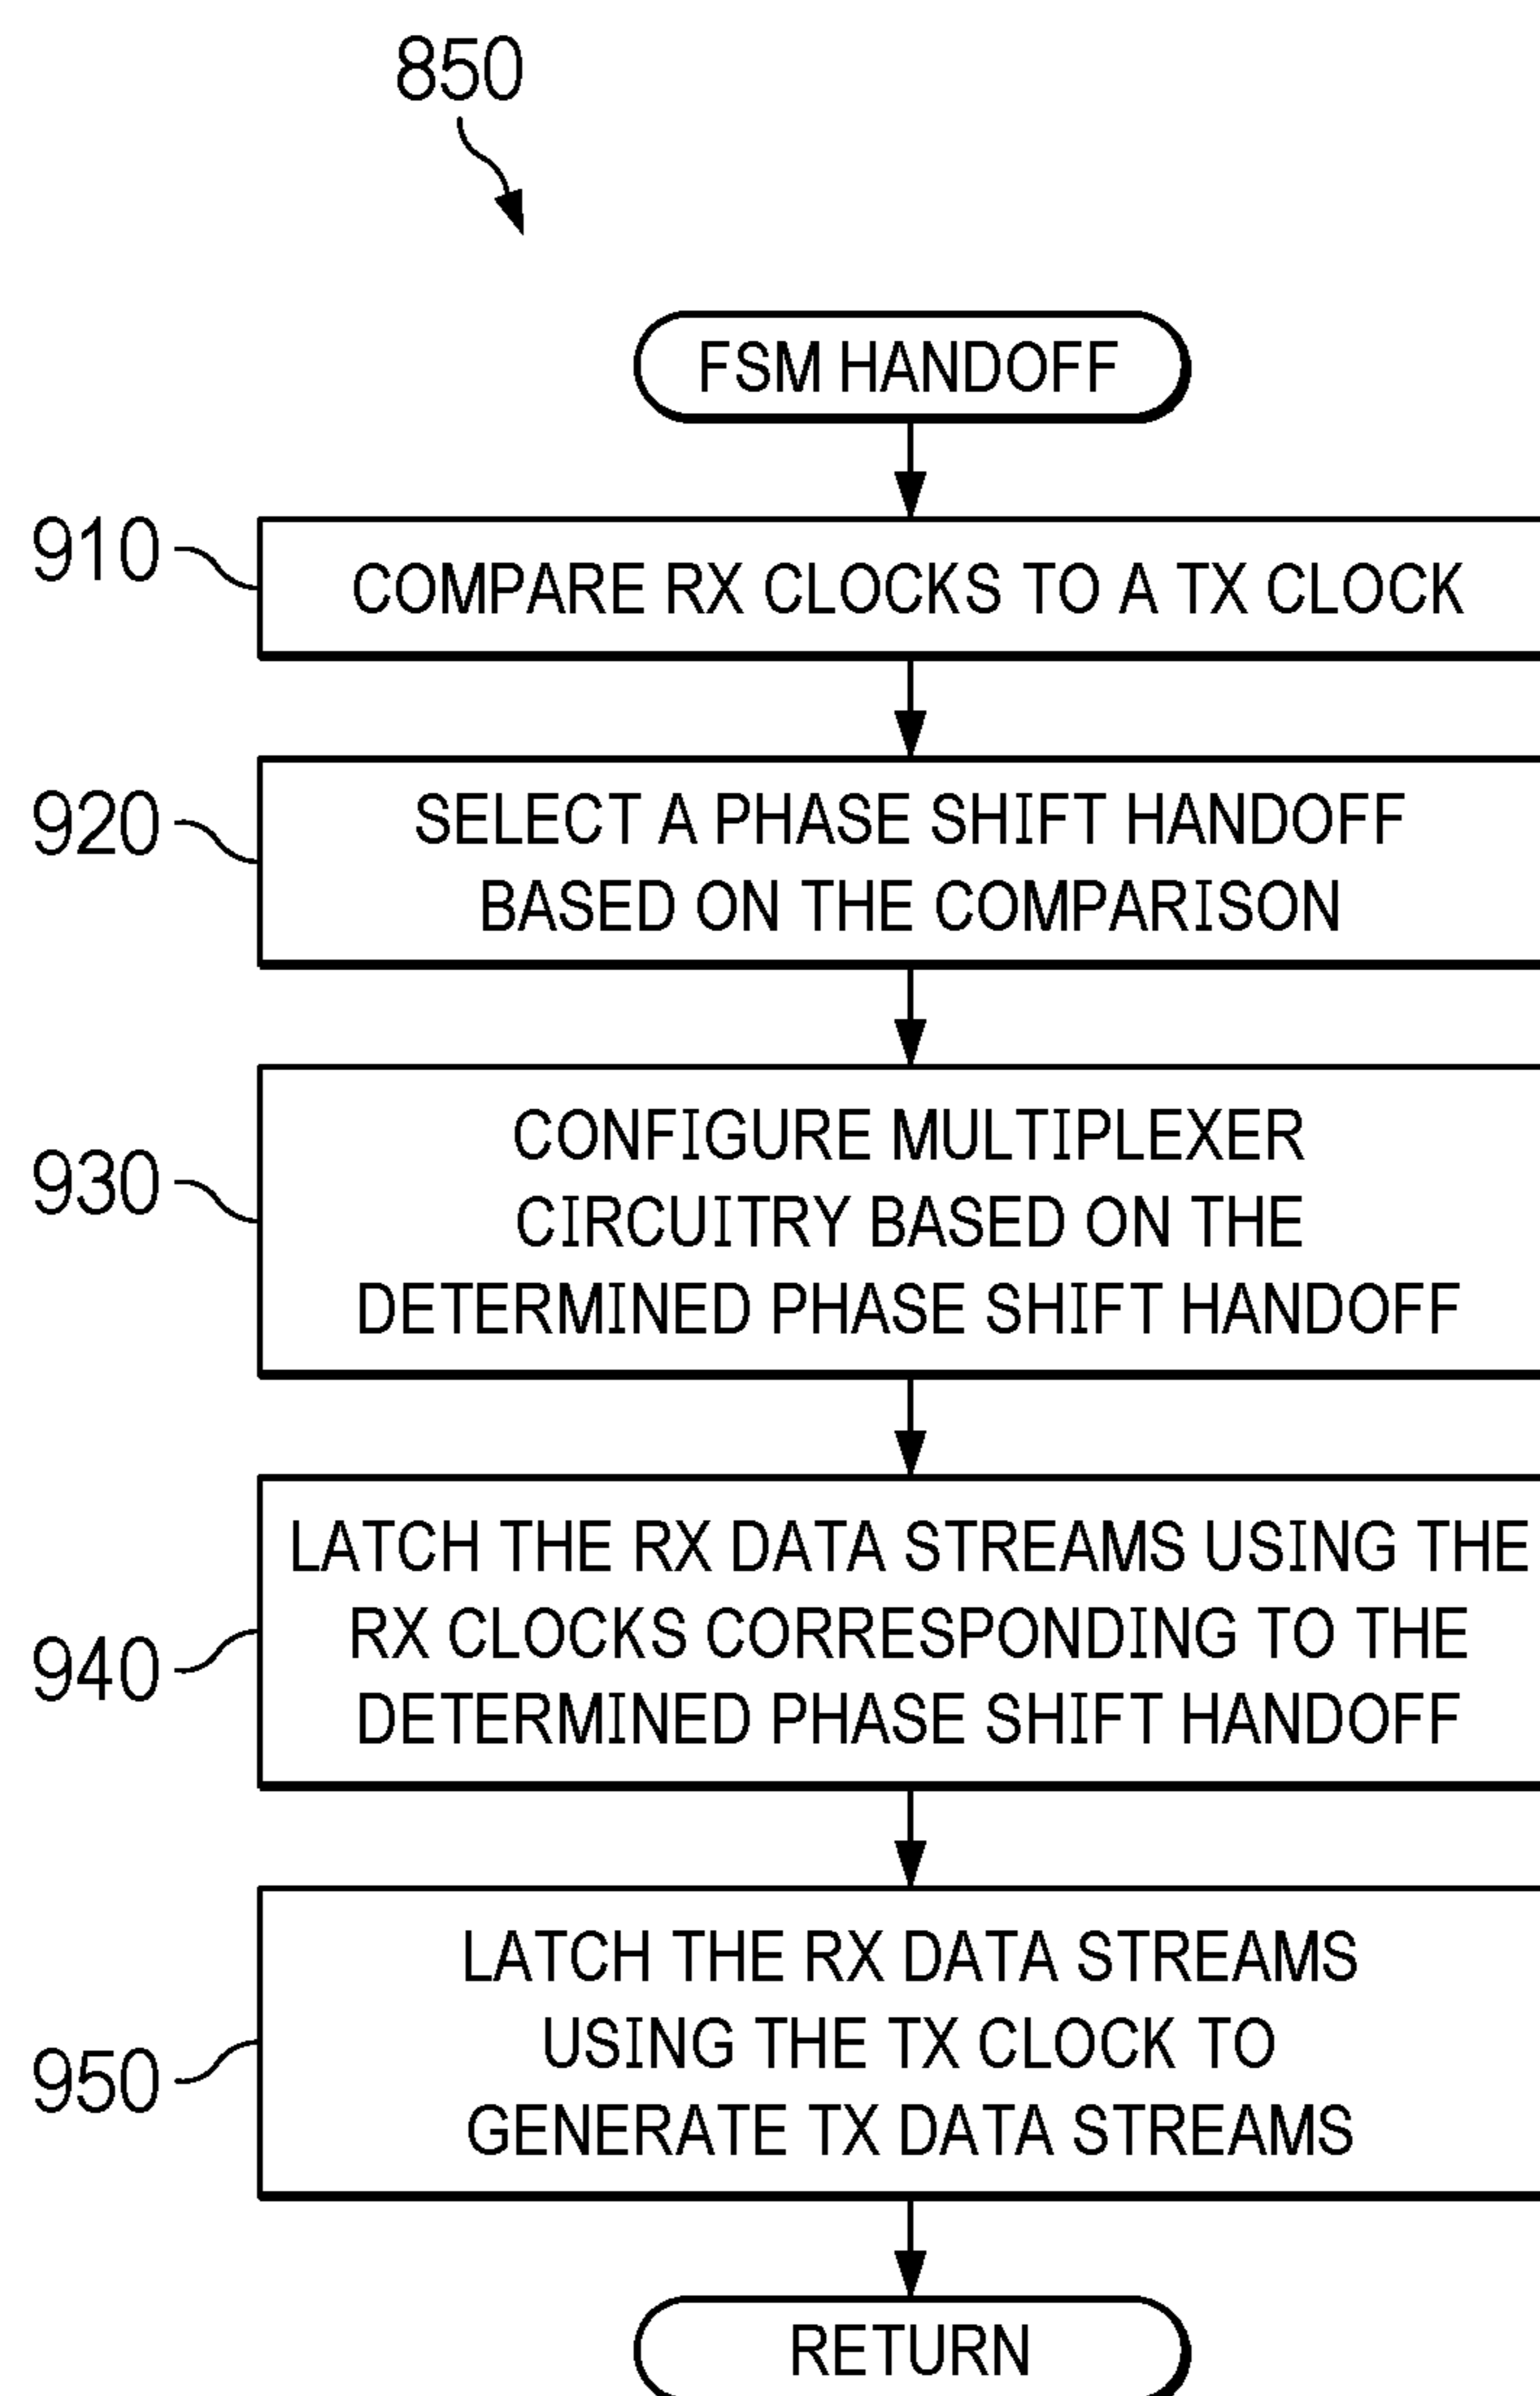 850
FSM HANDOFF
910
COMPARE RX CLOCKS TO A TX CLOCK
920
SELECT A PHASE SHIFT HANDOFF
BASED ON THE COMPARISON
930
CONFIGURE MULTIPLEXER
CIRCUITRY BASED ON THE
DETERMINED PHASE SHIFT HANDOFF
940
LATCH THE RX DATA STREAMS USING THE
RX CLOCKS CORRESPONDING TO THE
DETERMINED PHASE SHIFT HANDOFF
950
LATCH THE RX DATA STREAMS
USING THE TX CLOCK TO
GENERATE TX DATA STREAMS
RETURN